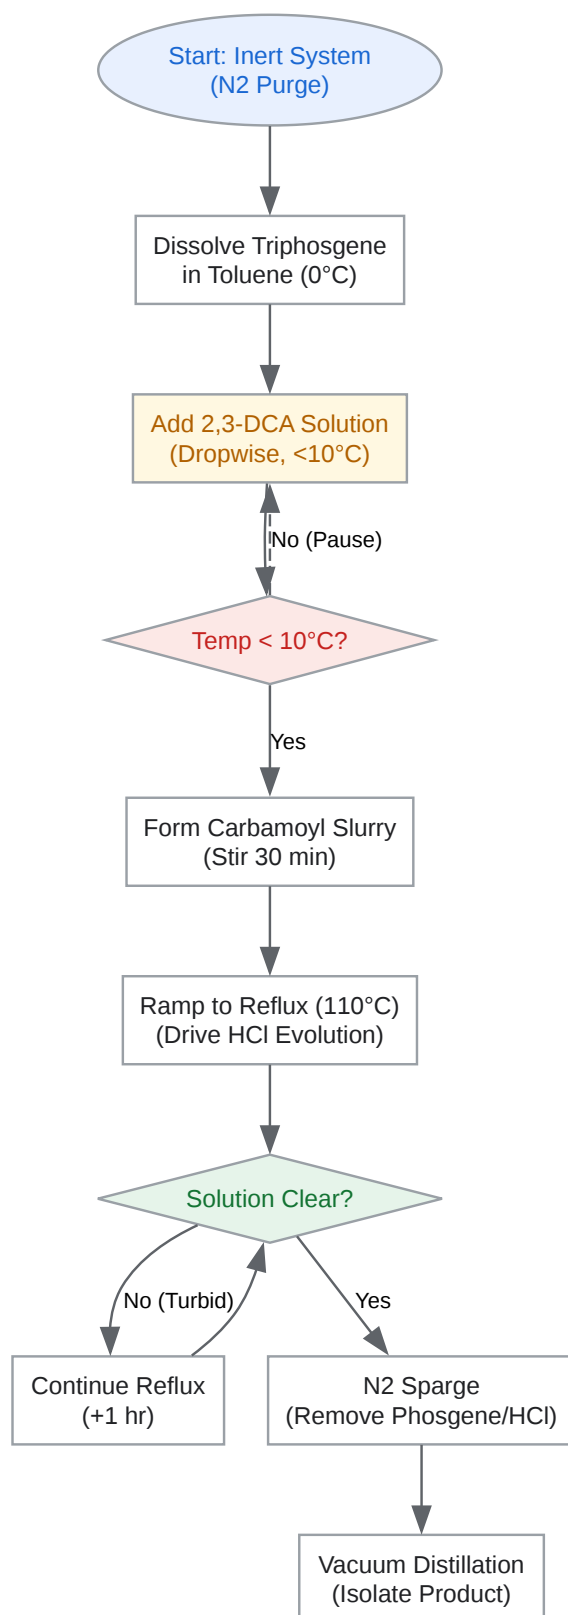 Start: Inert System
(N2 Purge)
Dissolve Triphosgene
in Toluene (0°C)
Add 2,3-DCA Solution
(Dropwise, <10°C)
No (Pause)
Temp < 10°C?
Yes
Form Carbamoyl Slurry
(Stir 30 min)
Ramp to Reflux (110°C)
(Drive HCl Evolution)
Solution Clear?
No (Turbid)
Yes
Continue Reflux
(+1 hr)
N2 Sparge
(Remove Phosgene/HCl)
Vacuum Distillation
(Isolate Product)